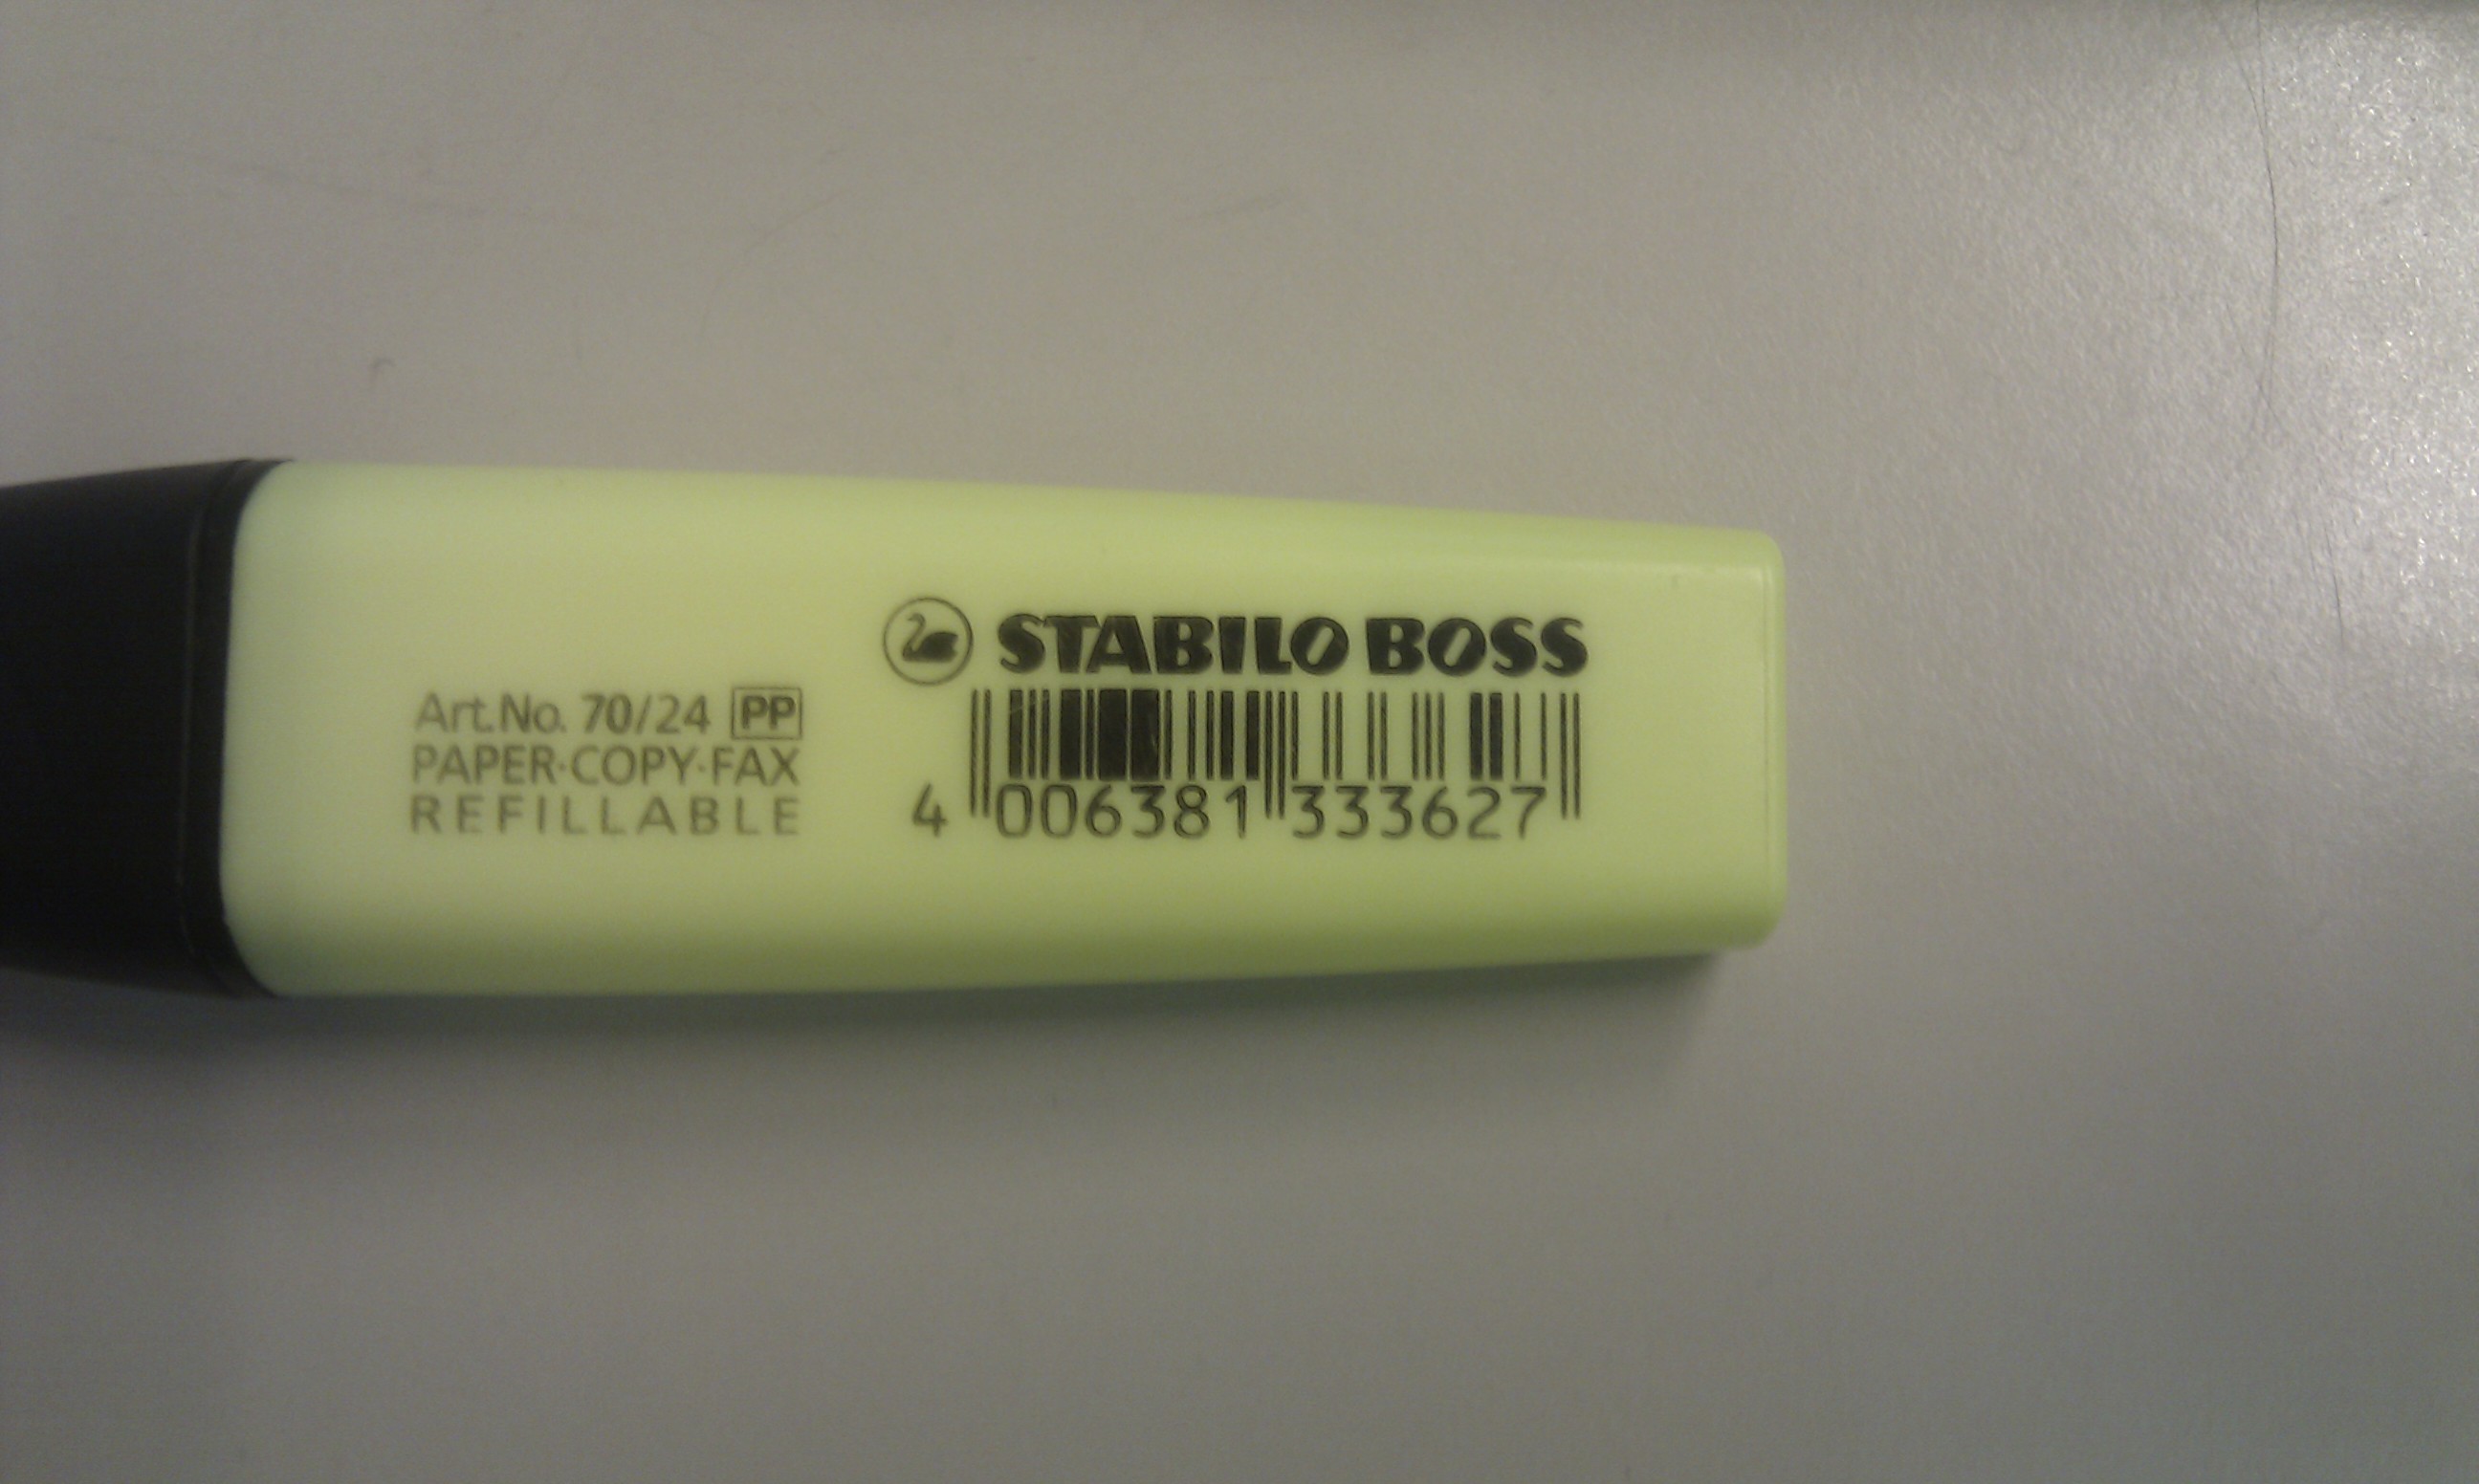 STABILO BOSS
Art.No. 70/24 PP
PAPER·COPY·FAX
REFILLABLE
4 006381 333627